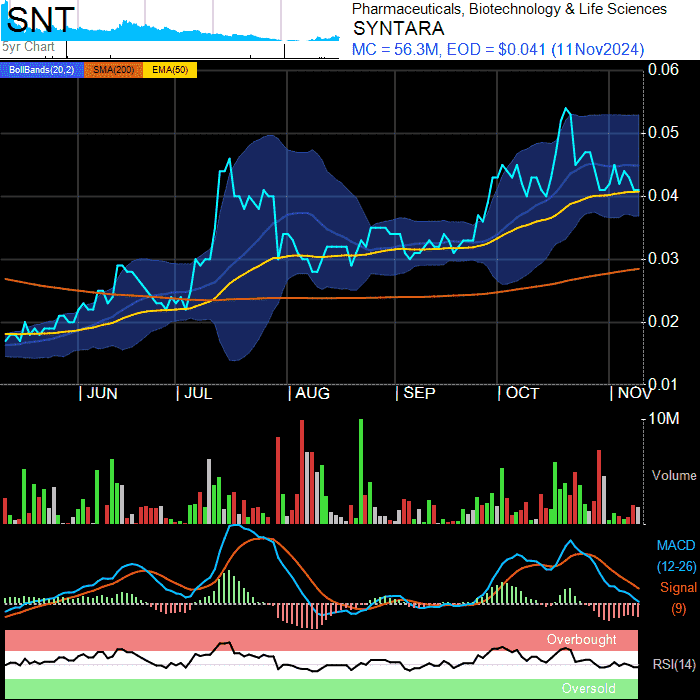 SNT
5yr Chart
Pharmaceuticals, Biotechnology & Life Sciences
SYNTARA
MC = 56.3M, EOD = $0.041 (11Nov2024)
BollBands(20,2) SMA(200) EMA(50)
0.06
0.05
0.04
0.03
0.02
0.01
JUN JUL AUG SEP OCT NOV
10M
Volume
MACD
(12-26)
Signal
(9)
Overbought
RSI(14)
Oversold